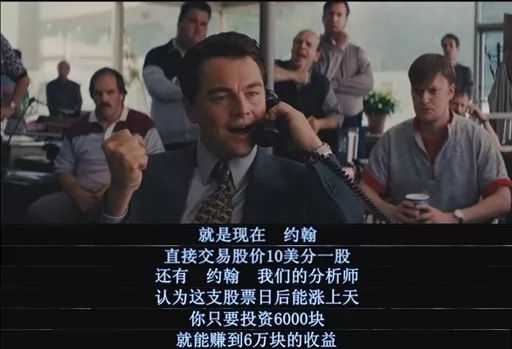 就是现在 约翰
直接交易股价10美分一股
还有 约翰 我们的分析师
认为这支股票日后能涨上天
你只要投资6000块
就能赚到6万块的收益